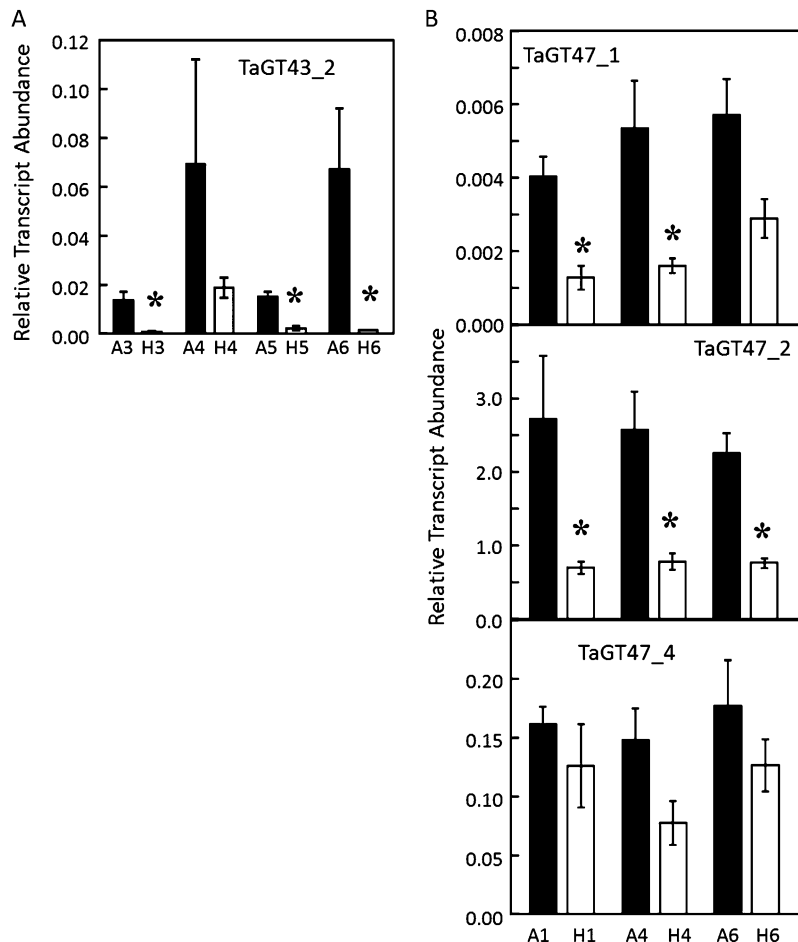 A
Relative Transcript Abundance
TaGT43_2
0.12
0.10
0.08
0.06
0.04
0.02
0.00
*
*
*
A3 H3 A4 H4 A5 H5 A6 H6
B
Relative Transcript Abundance
TaGT47_1
0.008
0.006
0.004
0.002
0.000
*
*
TaGT47_2
3.0
2.0
1.0
0.0
*
*
*
TaGT47_4
0.20
0.15
0.10
0.05
0.00
A1 H1 A4 H4 A6 H6